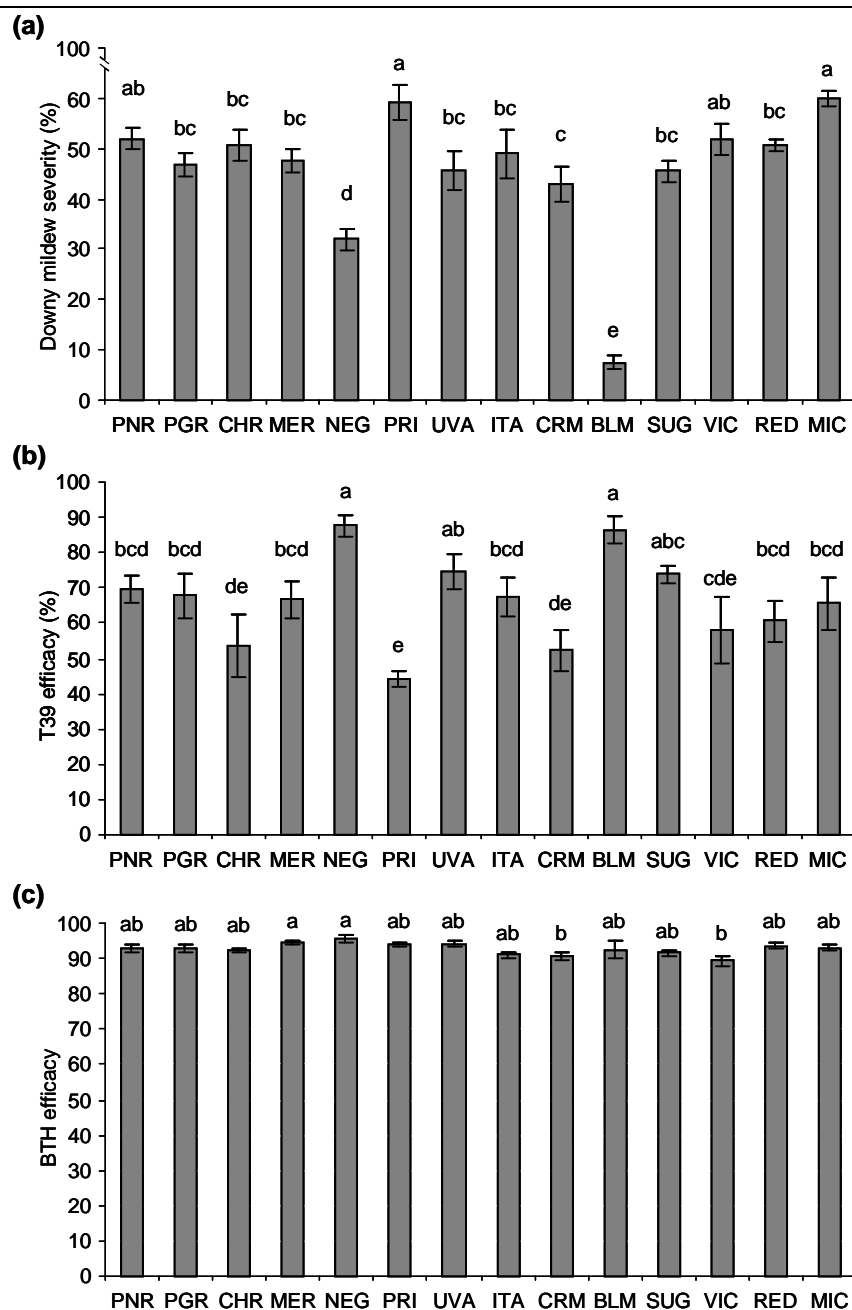 (a)
Downy mildew severity (%)
100
60
50
40
30
20
10
0
ab bc bc bc d a bc bc c e bc ab bc a
PNR PGR CHR MER NEG PRI UVA ITA CRM BLM SUG VIC RED MIC
(b)
T39 efficacy (%)
100
90
80
70
60
50
40
30
20
10
0
bcd bcd de bcd a e ab bcd de a abc cde bcd bcd
PNR PGR CHR MER NEG PRI UVA ITA CRM BLM SUG VIC RED MIC
(c)
BTH efficacy
100
90
80
70
60
50
40
30
20
10
0
ab ab ab a a ab ab ab b ab ab b ab ab
PNR PGR CHR MER NEG PRI UVA ITA CRM BLM SUG VIC RED MIC